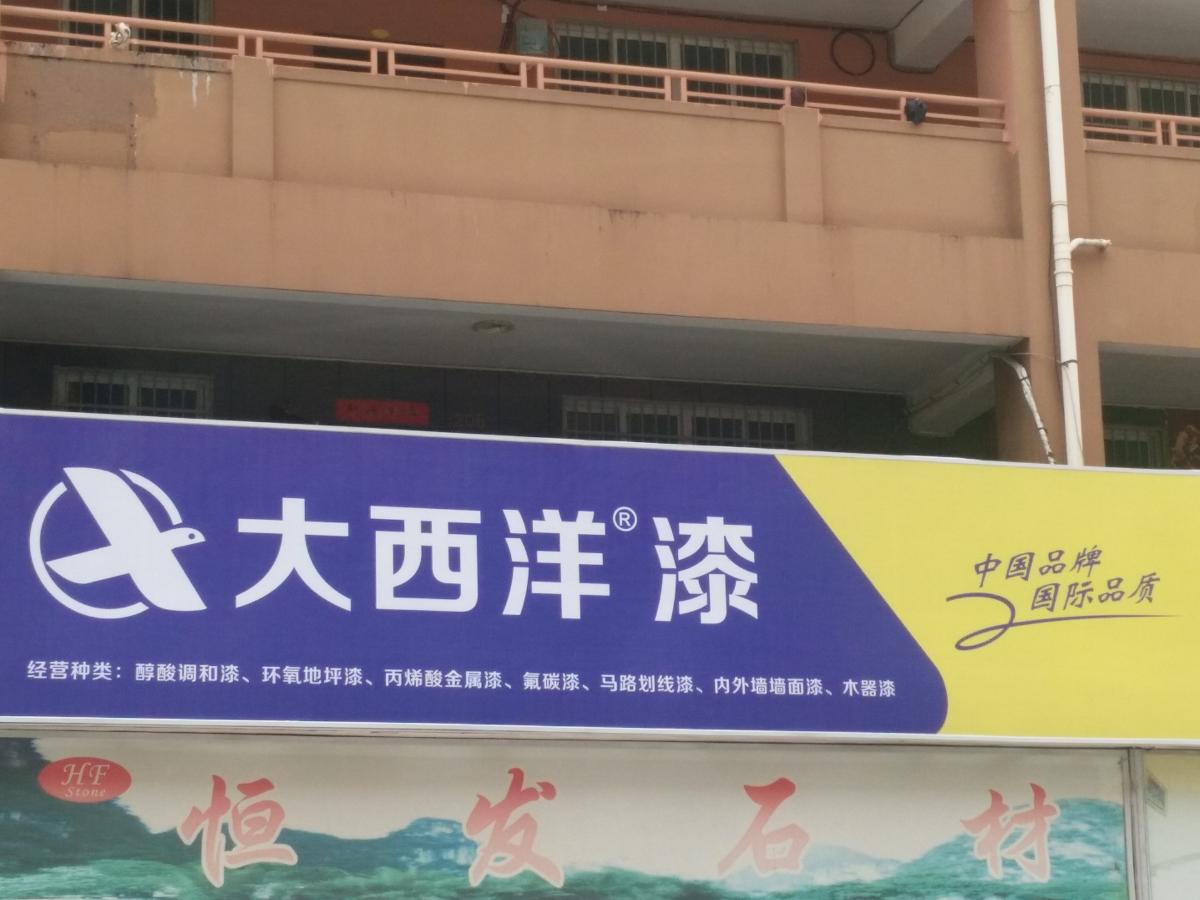 大西洋®漆
中国品牌
国际品质
经营种类：醇酸调和漆、环氧地坪漆、丙烯酸金属漆、氟碳漆、马路划线漆、内外墙墙面漆、木器漆
HF
Stone
恒发石材